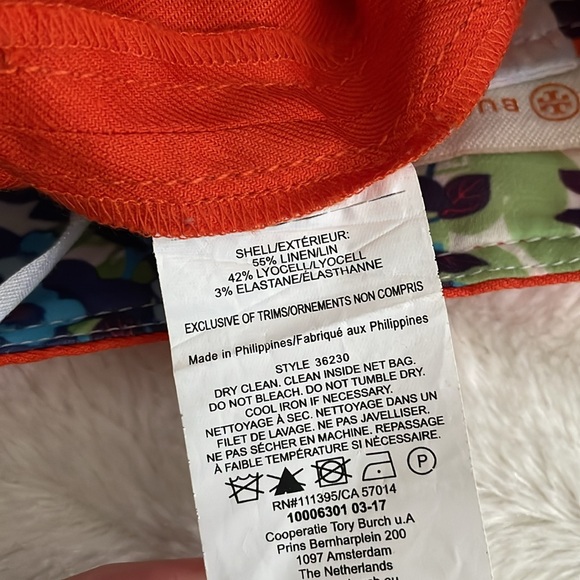 BU
SHELL/EXTÉRIEUR:
55% LINEN/LIN
42% LYOCELL/LYOCELL
3% ELASTANE/ÉLASTHANNE
EXCLUSIVE OF TRIMS/ORNEMENTS NON COMPRIS
Made in Philippines/Fabriqué aux Philippines
STYLE 36230
DRY CLEAN. CLEAN INSIDE NET BAG.
DO NOT BLEACH. DO NOT TUMBLE DRY.
COOL IRON IF NECESSARY.
NETTOYAGE À SEC. NETTOYAGE DANS UN
FILET DE LAVAGE. NE PAS JAVELLISER.
NE PAS SÉCHER EN MACHINE. REPASSAGE
À FAIBLE TEMPÉRATURE SI NÉCESSAIRE.
P
RN#111395/CA 57014
10006301 03-17
Cooperatie Tory Burch u.A
Prins Bernharplein 200
1097 Amsterdam
The Netherlands